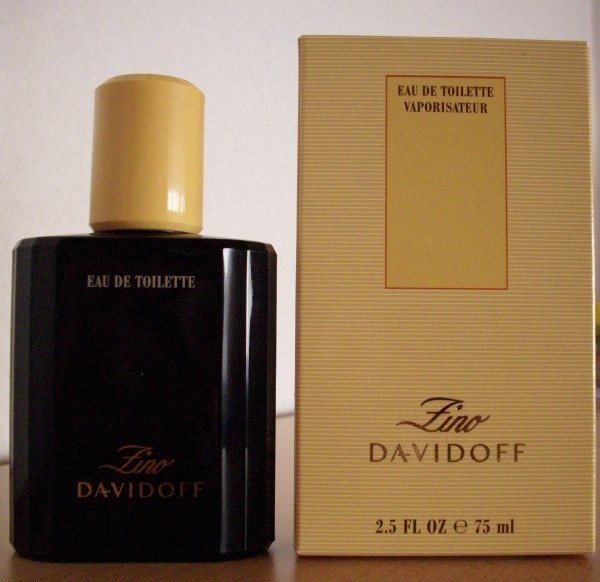 EAU DE TOILETTE
Zino
DAVIDOFF
EAU DE TOILETTE
VAPORISATEUR
Zino
DAVIDOFF
2.5 FL OZ ℮ 75 ml